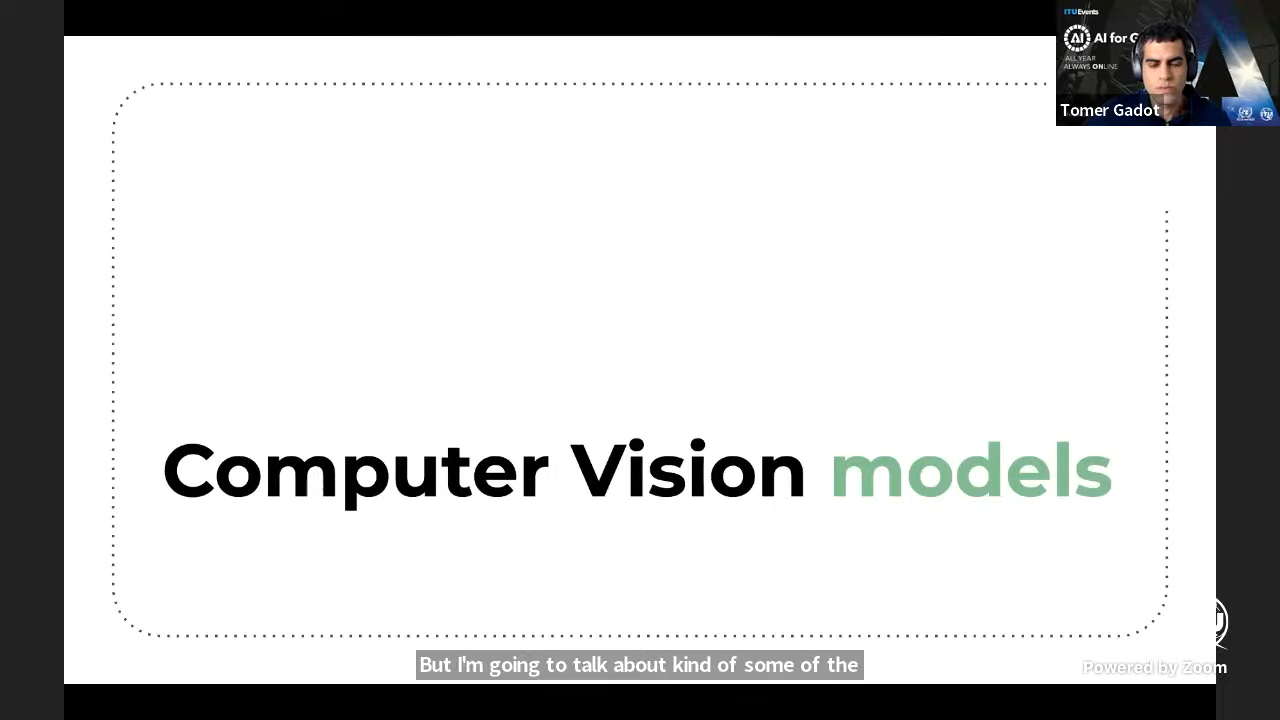 ITUEvents
AI
AI for G
ALL YEAR
ALWAYS ONLINE
Tomer Gadot
Computer Vision models
But I'm going to talk about kind of some of the
Powered by Zoom